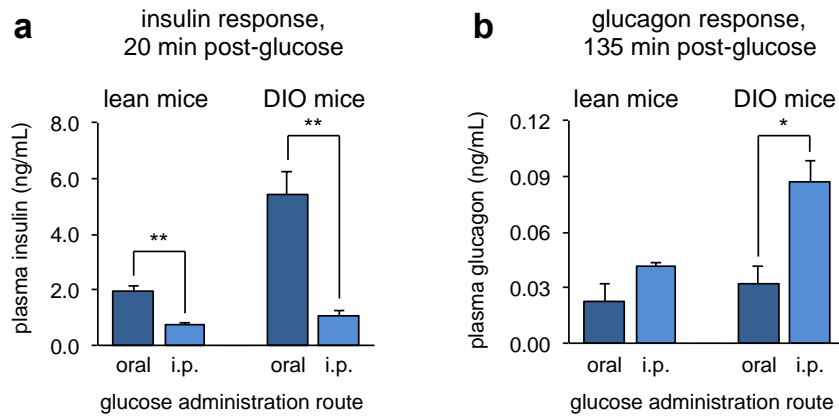 a
insulin response,
20 min post-glucose
lean mice
DIO mice
plasma insulin (ng/mL)
8.0
6.0
4.0
2.0
0.0
**
**
oral
i.p.
oral
i.p.
glucose administration route
b
glucagon response,
135 min post-glucose
lean mice
DIO mice
plasma glucagon (ng/mL)
0.12
0.09
0.06
0.03
0.00
*
oral
i.p.
oral
i.p.
glucose administration route